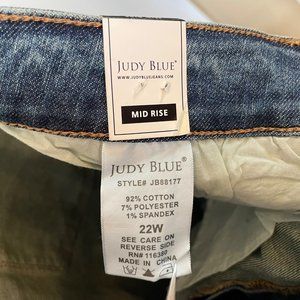 JUDY BLUE®
WWW.JUDYBLUEJEANS.COM
MID RISE
JUDY BLUE®
STYLE# JB88177
92% COTTON
7% POLYESTER
1% SPANDEX
22W
SEE CARE ON
REVERSE SIDE
RN# 116389
MADE IN CHINA